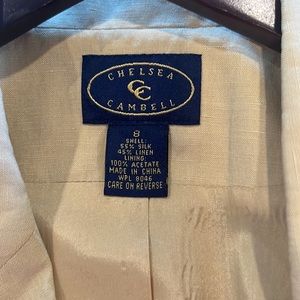 CHELSEA
CC
CAMBELL
8
SHELL:
55% SILK
45% LINEN
LINING:
100% ACETATE
MADE IN CHINA
WPL 8046
CARE ON REVERSE